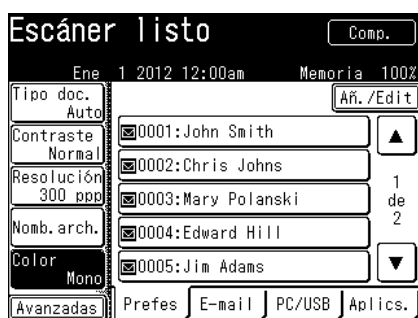 Escáner listo
Comp.
Ene 1 2012 12:00am Memoria 100%
Tipo doc.
Auto
Añ./Edit
Contraste
Normal
Resolución
300 ppp
Nomb.arch.
Color
Mono
Avanzadas
0001:John Smith
0002:Chris Johns
0003:Mary Polanski
0004:Edward Hill
0005:Jim Adams
1
de
2
Prefes E-mail PC/USB Aplics.